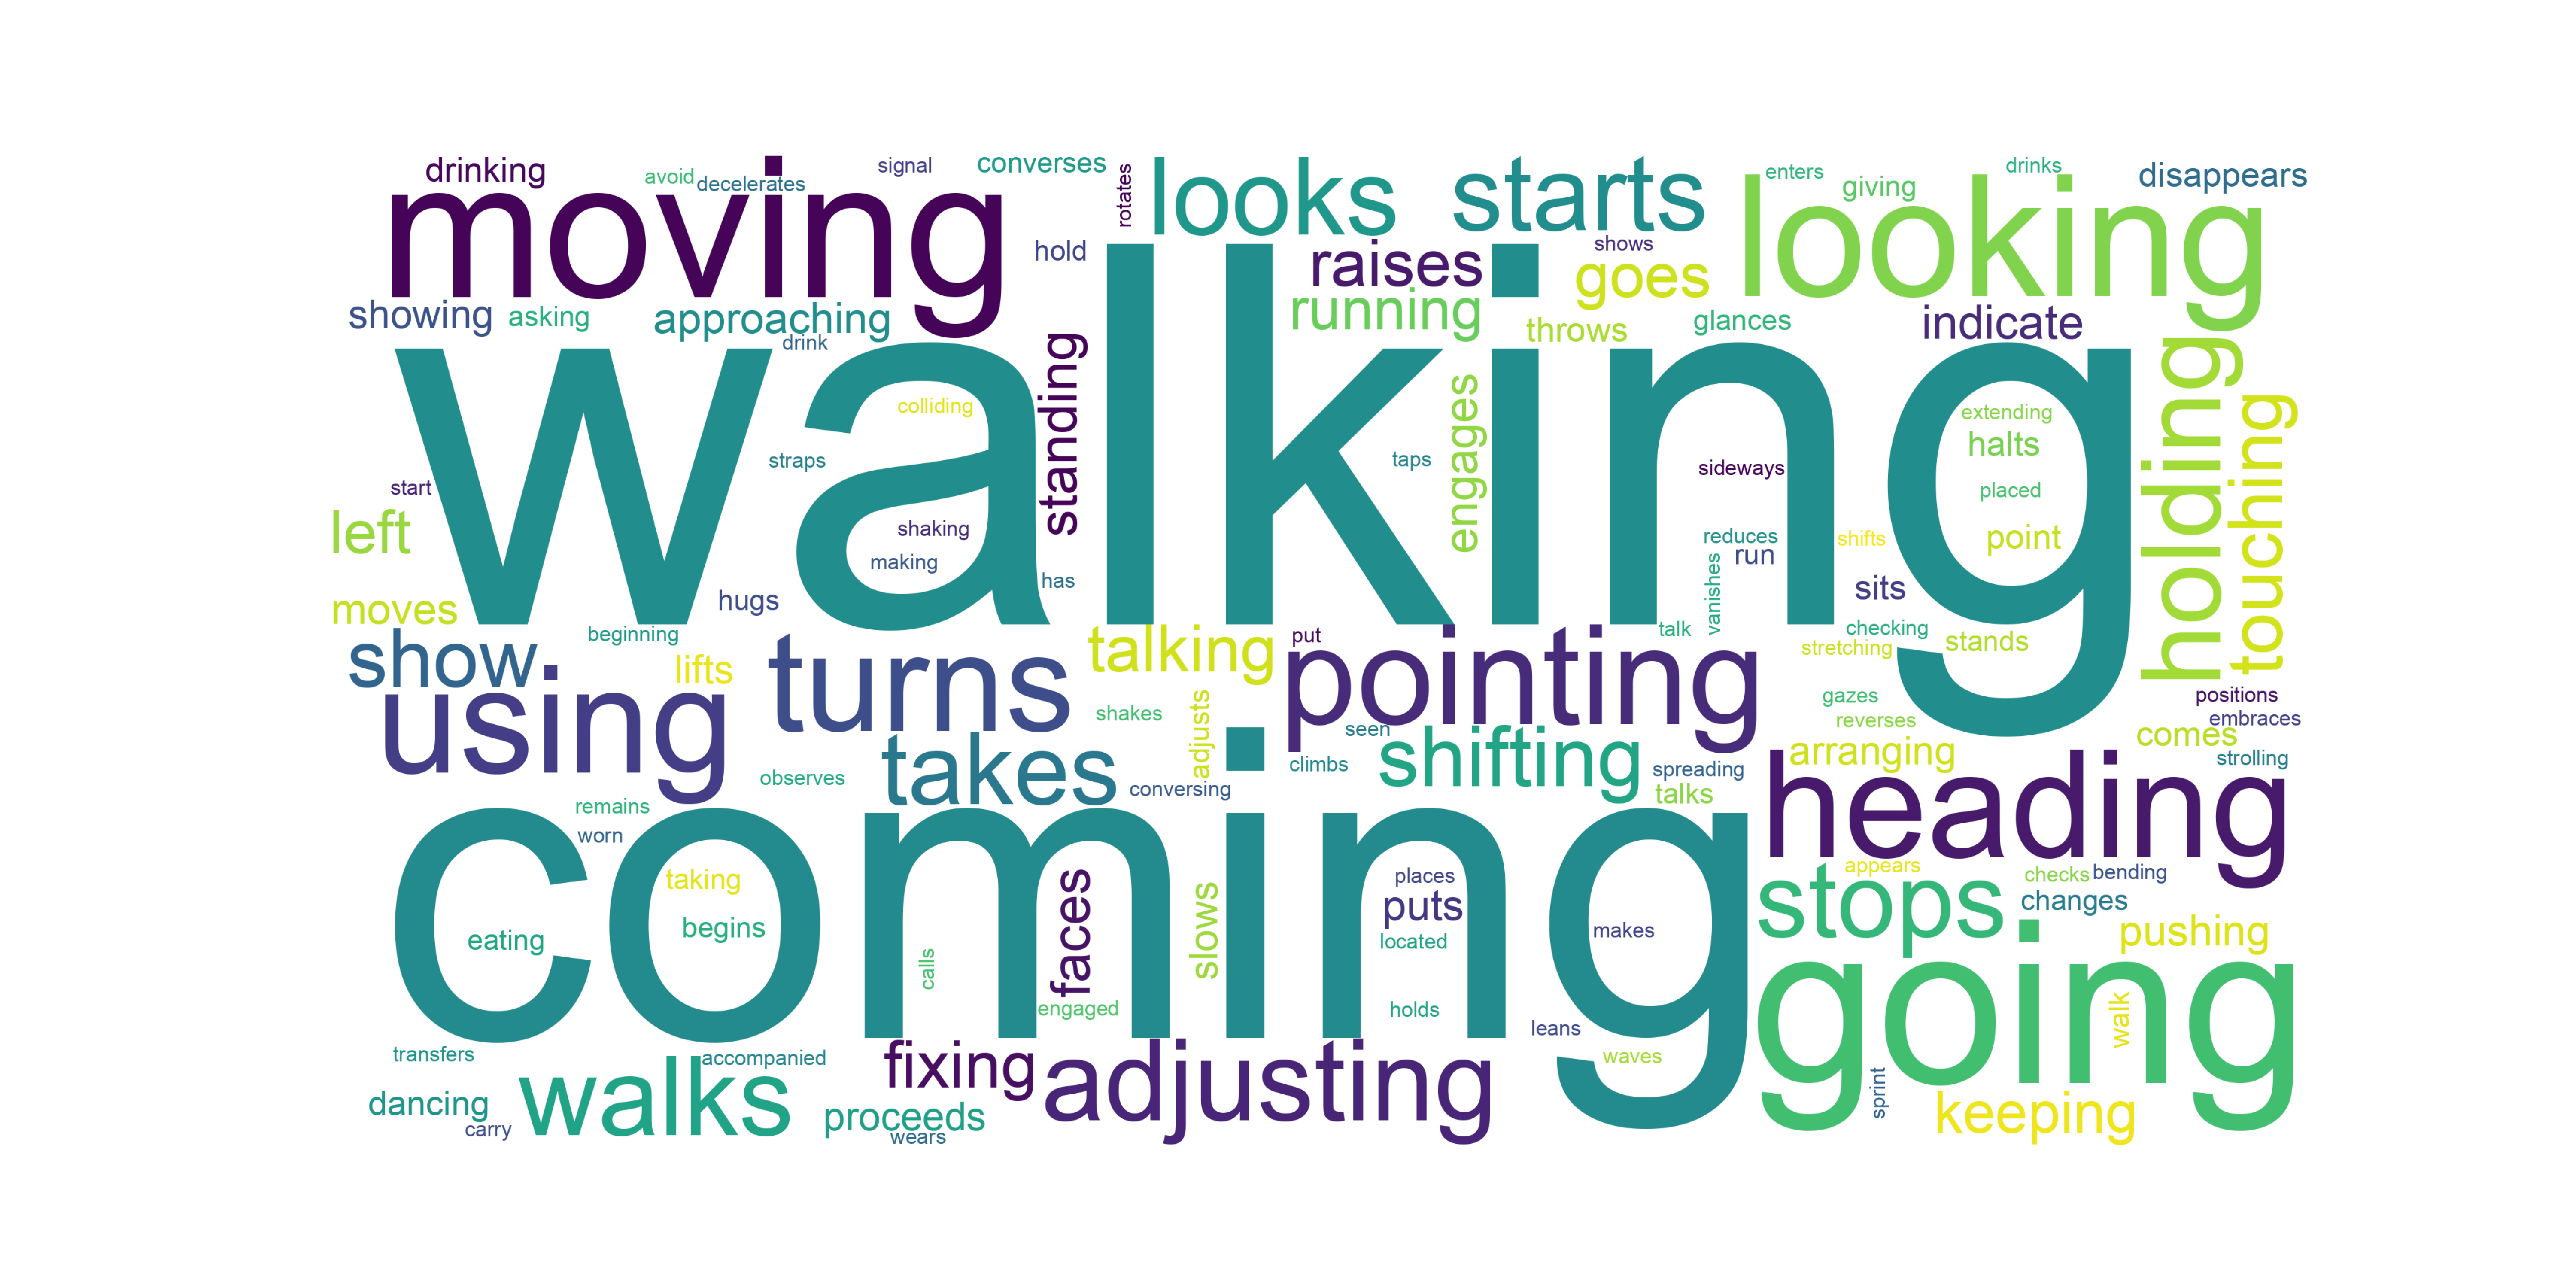 drinking
avoid
decelerates
signal
converses
rotates
looks
starts
enters
giving
drinks
disappears
moving
looking
hold
raises
shows
goes
showing
asking
approaching
running
throws
glances
indicate
drink
walking
standing
engages
holding
touching
colliding
extending
halts
straps
taps
sideways
start
placed
left
shaking
reduces
shifts
point
making
run
has
vanishes
sits
moves
hugs
beginning
put
talk
checking
show
lifts
turns
talking
pointing
stretching
stands
using
shakes
adjusts
seen
gazes
positions
reverses
embraces
takes
shifting
arranging
comes
observes
conversing
climbs
spreading
strolling
talks
heading
remains
worn
coming
taking
places
appears
checks
bending
eating
begins
calls
faces
slows
puts
located
makes
stops
changes
pushing
engaged
holds
leans
going
walk
transfers
accompanied
fixing
adjusting
waves
sprint
dancing
walks
proceeds
keeping
carry
wears